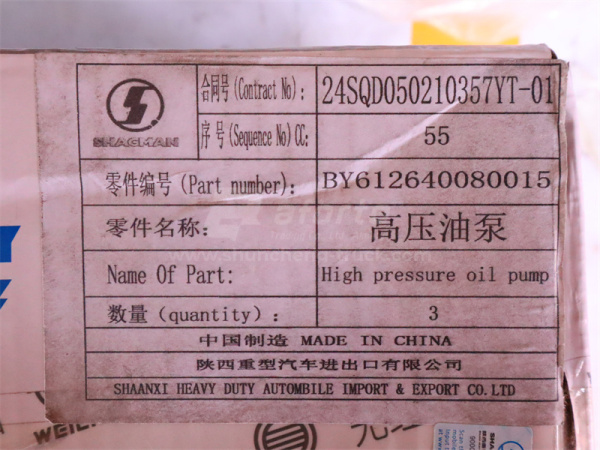 SHACMAN
合同号(Contract No): 24SQD050210357YT-01
序号(Sequence No) CC: 55
零件编号(Part number): BY612640080015
零件名称: 高压油泵
Name Of Part: High pressure oil pump
数量(quantity): 3
中国制造 MADE IN CHINA
陕西重型汽车进出口有限公司
SHAANXI HEAVY DUTY AUTOMBILE IMPORT & EXPORT CO.LTD